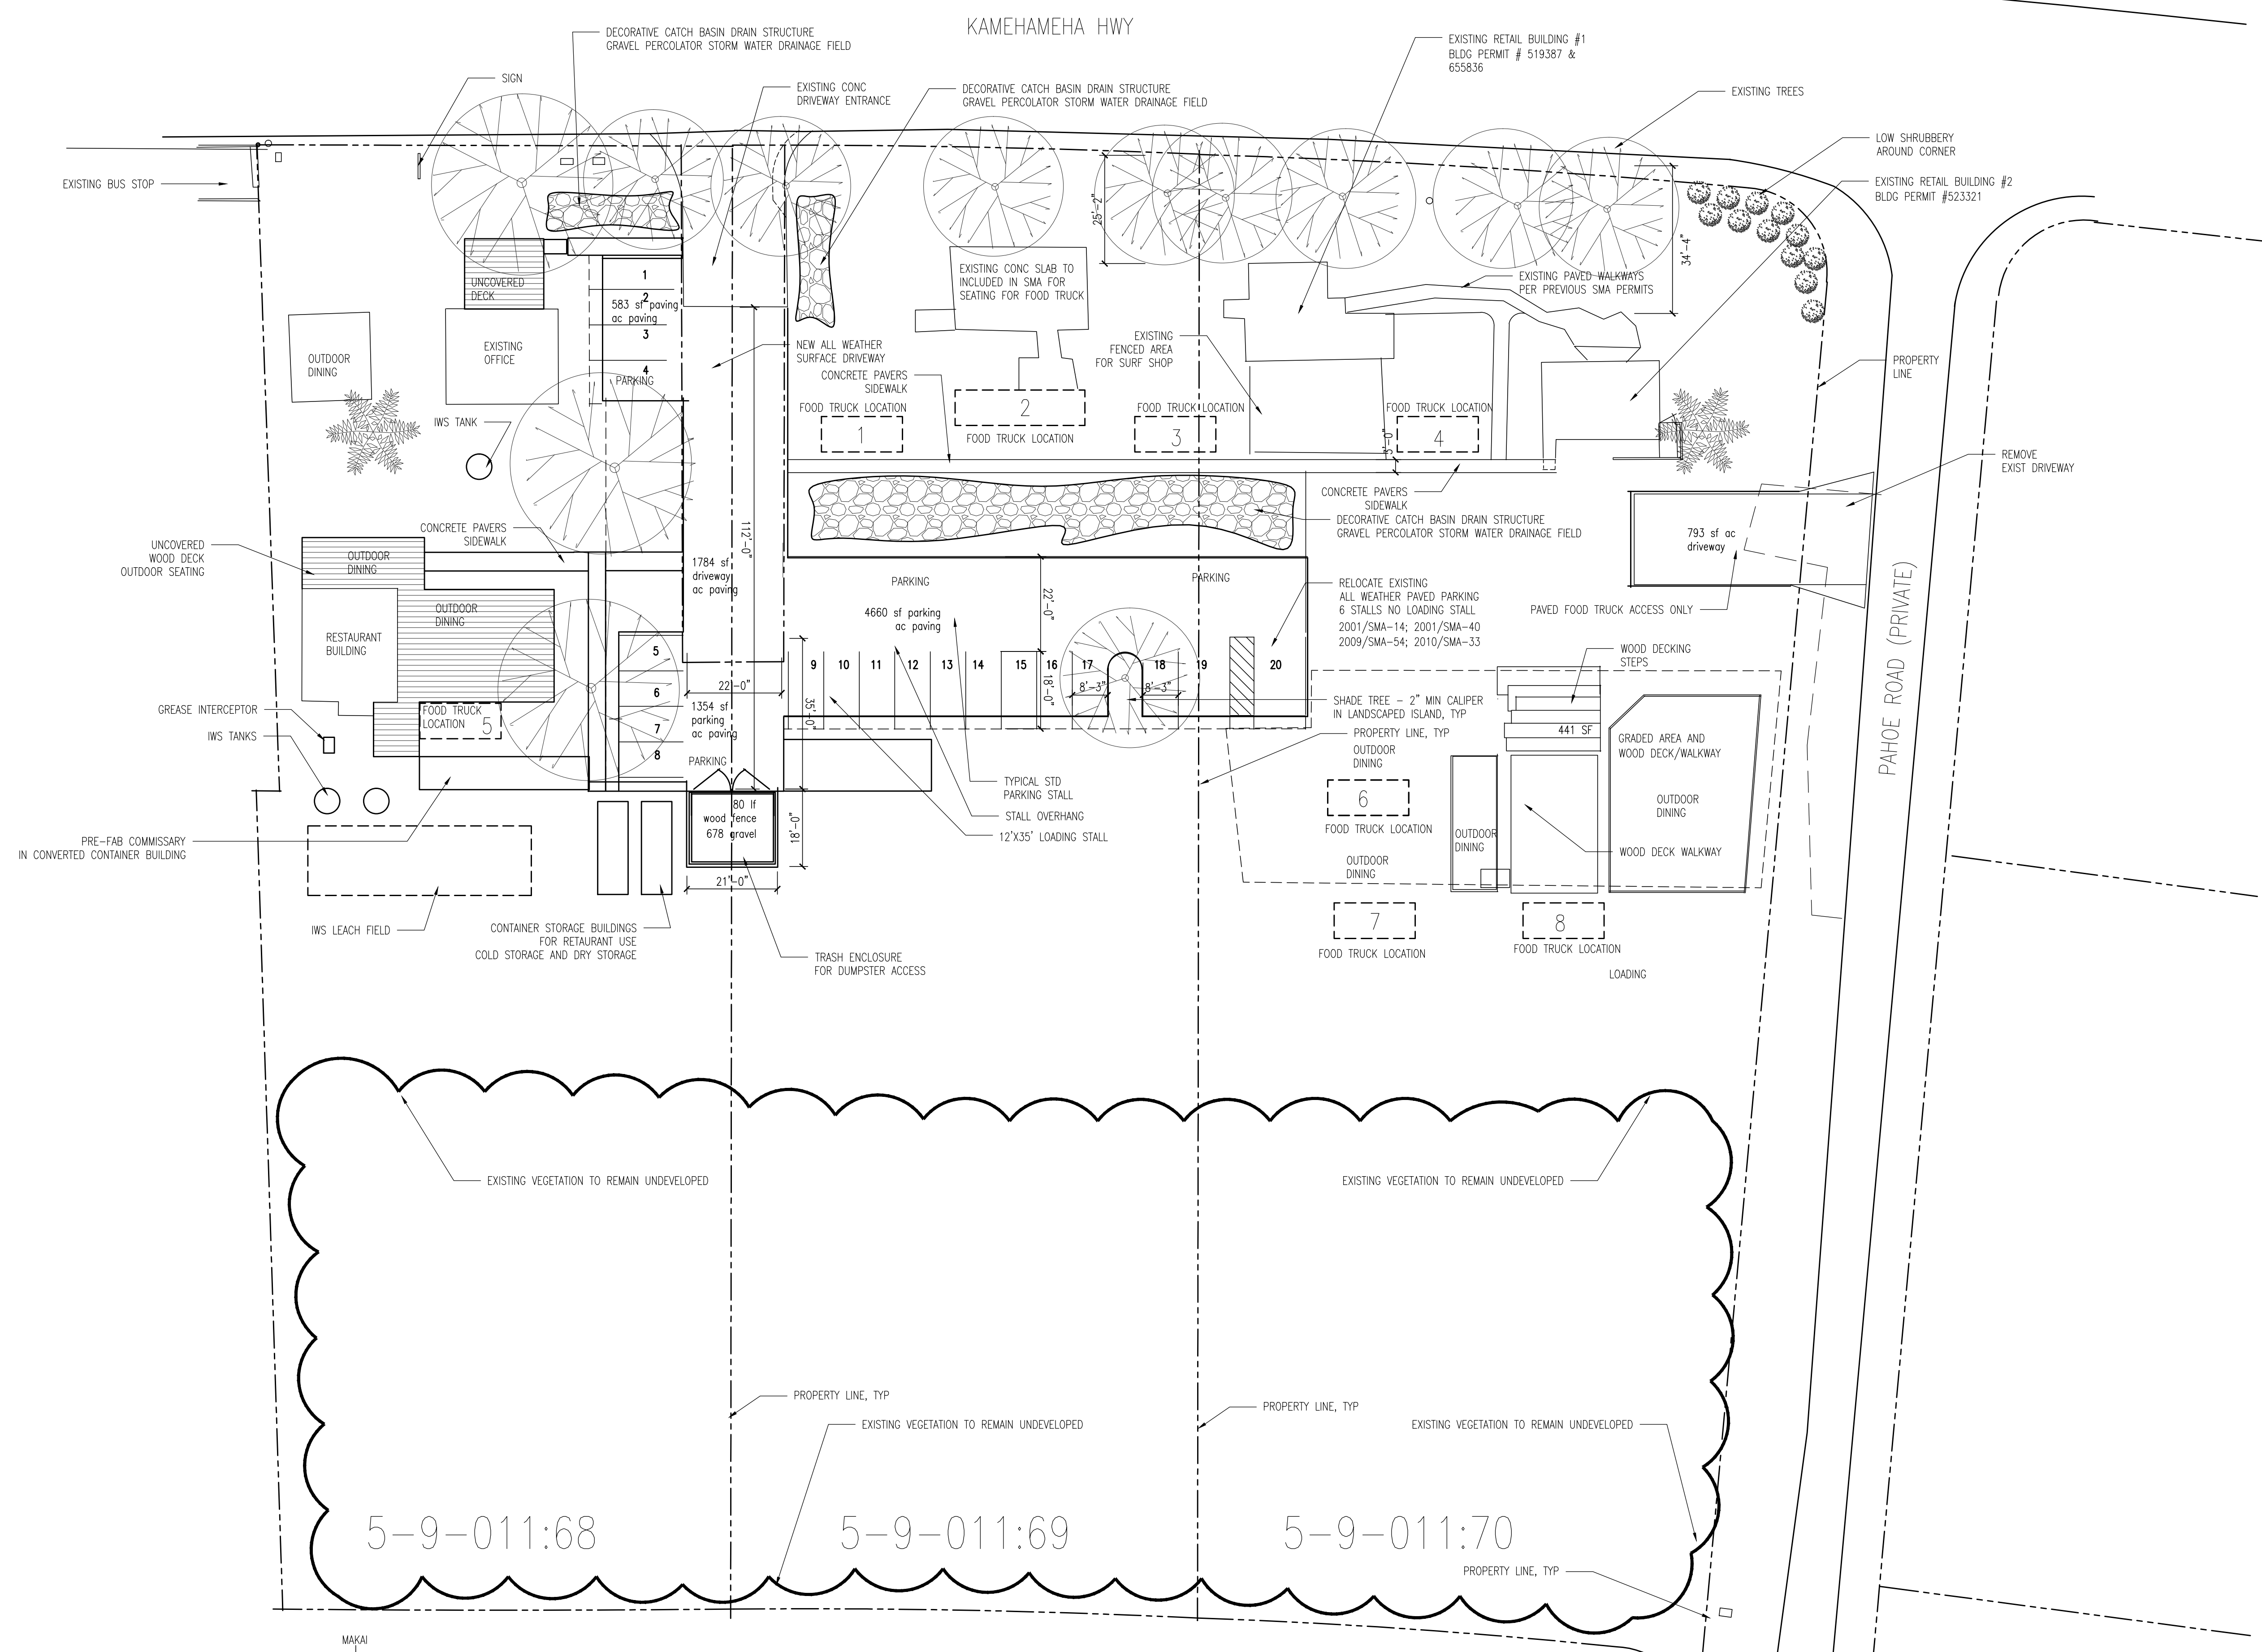 KAMEHAMEHA HWY
DECORATIVE CATCH BASIN DRAIN STRUCTURE
GRAVEL PERCOLATOR STORM WATER DRAINAGE FIELD
SIGN
EXISTING CONC
DRIVEWAY ENTRANCE
DECORATIVE CATCH BASIN DRAIN STRUCTURE
GRAVEL PERCOLATOR STORM WATER DRAINAGE FIELD
EXISTING RETAIL BUILDING #1
BLDG PERMIT # 519387 &
655836
EXISTING TREES
LOW SHRUBBERY
AROUND CORNER
EXISTING RETAIL BUILDING #2
BLDG PERMIT #523321
EXISTING BUS STOP
25'-2"
34'-4"
UNCOVERED
DECK
1
2
583 sf paving
ac paving
3
4
PARKING
EXISTING CONC SLAB TO
INCLUDED IN SMA FOR
SEATING FOR FOOD TRUCK
EXISTING PAVED WALKWAYS
PER PREVIOUS SMA PERMITS
OUTDOOR
DINING
EXISTING
OFFICE
NEW ALL WEATHER
SURFACE DRIVEWAY
EXISTING
FENCED AREA
FOR SURF SHOP
CONCRETE PAVERS
SIDEWALK
PROPERTY
LINE
FOOD TRUCK LOCATION
1
2
FOOD TRUCK LOCATION
FOOD TRUCK LOCATION
3
FOOD TRUCK LOCATION
4
IWS TANK
3'-0"
REMOVE
EXIST DRIVEWAY
CONCRETE PAVERS
SIDEWALK
DECORATIVE CATCH BASIN DRAIN STRUCTURE
GRAVEL PERCOLATOR STORM WATER DRAINAGE FIELD
CONCRETE PAVERS
SIDEWALK
112'-0"
793 sf ac
driveway
UNCOVERED
WOOD DECK
OUTDOOR SEATING
OUTDOOR
DINING
OUTDOOR
DINING
RESTAURANT
BUILDING
1784 sf
driveway
ac paving
PARKING
PARKING
4660 sf parking
ac paving
22'-0"
RELOCATE EXISTING
ALL WEATHER PAVED PARKING
6 STALLS NO LOADING STALL
2001/SMA-14; 2001/SMA-40
2009/SMA-54; 2010/SMA-33
PAVED FOOD TRUCK ACCESS ONLY
PAHOE ROAD (PRIVATE)
WOOD DECKING
STEPS
5
6
7
8
9
10
11
12
13
14
15
16
17
18
19
20
22'-0"
35'-0"
18'-0"
8'-3"
8'-3"
1354 sf
parking
ac paving
PARKING
SHADE TREE - 2" MIN CALIPER
IN LANDSCAPED ISLAND, TYP
GREASE INTERCEPTOR
FOOD TRUCK
LOCATION
5
IWS TANKS
PROPERTY LINE, TYP
OUTDOOR
DINING
441 SF
GRADED AREA AND
WOOD DECK/WALKWAY
OUTDOOR
DINING
TYPICAL STD
PARKING STALL
STALL OVERHANG
12'X35' LOADING STALL
6
FOOD TRUCK LOCATION
OUTDOOR
DINING
OUTDOOR
DINING
WOOD DECK WALKWAY
80 lf
wood fence
678 gravel
18'-0"
21'-0"
PRE-FAB COMMISSARY
IN CONVERTED CONTAINER BUILDING
IWS LEACH FIELD
CONTAINER STORAGE BUILDINGS
FOR RETAURANT USE
COLD STORAGE AND DRY STORAGE
TRASH ENCLOSURE
FOR DUMPSTER ACCESS
7
FOOD TRUCK LOCATION
8
FOOD TRUCK LOCATION
LOADING
EXISTING VEGETATION TO REMAIN UNDEVELOPED
EXISTING VEGETATION TO REMAIN UNDEVELOPED
PROPERTY LINE, TYP
PROPERTY LINE, TYP
EXISTING VEGETATION TO REMAIN UNDEVELOPED
EXISTING VEGETATION TO REMAIN UNDEVELOPED
5-9-011:68
5-9-011:69
5-9-011:70
PROPERTY LINE, TYP
MAKAI